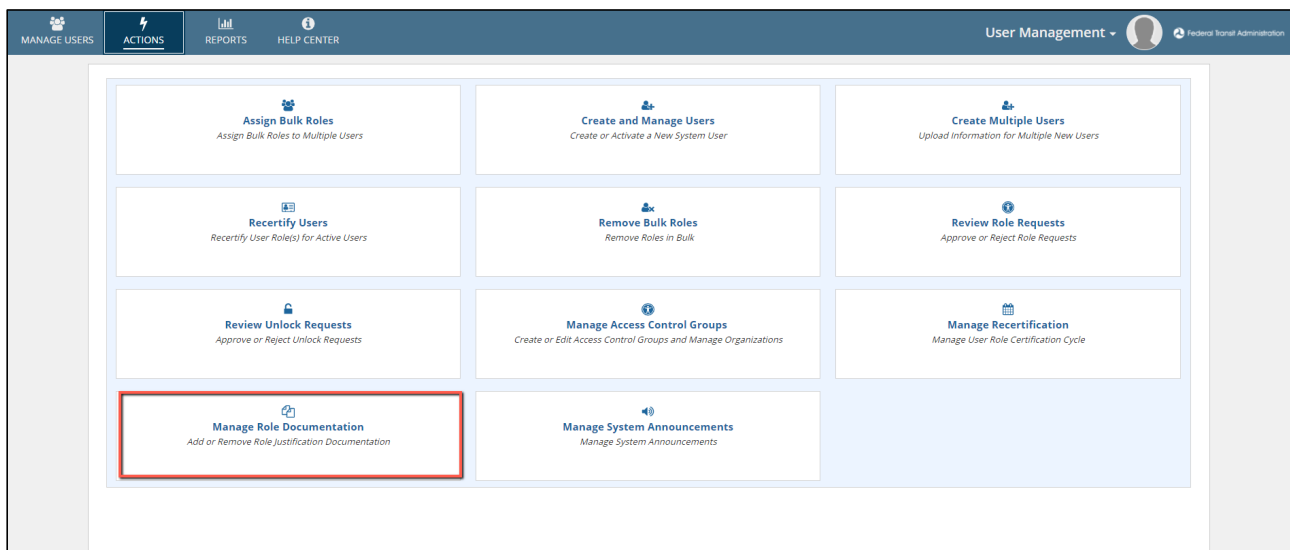 MANAGE USERS
ACTIONS
REPORTS
HELP CENTER
User Management
Federal Transit Administration
Assign Bulk Roles
Assign Bulk Roles to Multiple Users
Create and Manage Users
Create or Activate a New System User
Create Multiple Users
Upload Information for Multiple New Users
Recertify Users
Recertify User Role(s) for Active Users
Remove Bulk Roles
Remove Roles in Bulk
Review Role Requests
Approve or Reject Role Requests
Review Unlock Requests
Approve or Reject Unlock Requests
Manage Access Control Groups
Create or Edit Access Control Groups and Manage Organizations
Manage Recertification
Manage User Role Certification Cycle
Manage Role Documentation
Add or Remove Role Justification Documentation
Manage System Announcements
Manage System Announcements